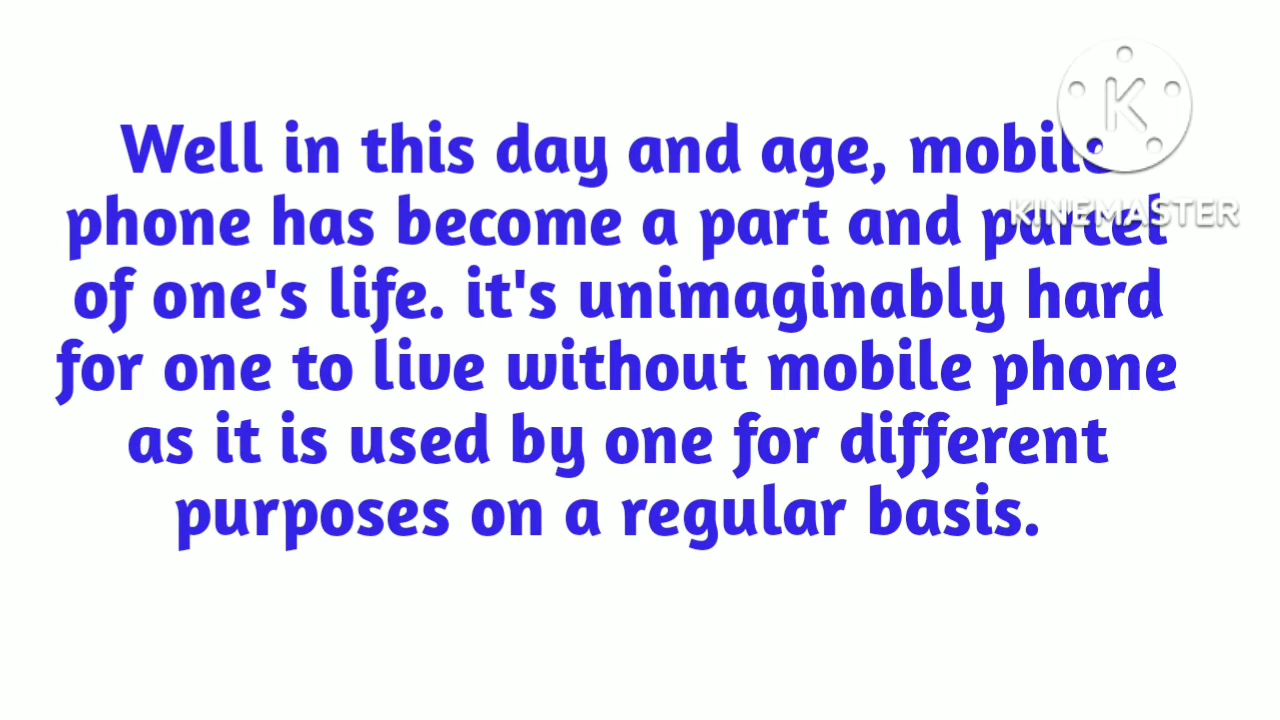 Well in this day and age, mobile
phone has become a part and parcel
of one's life. it's unimaginably hard
for one to live without mobile phone
as it is used by one for different
purposes on a regular basis.
K
KINEMASTER